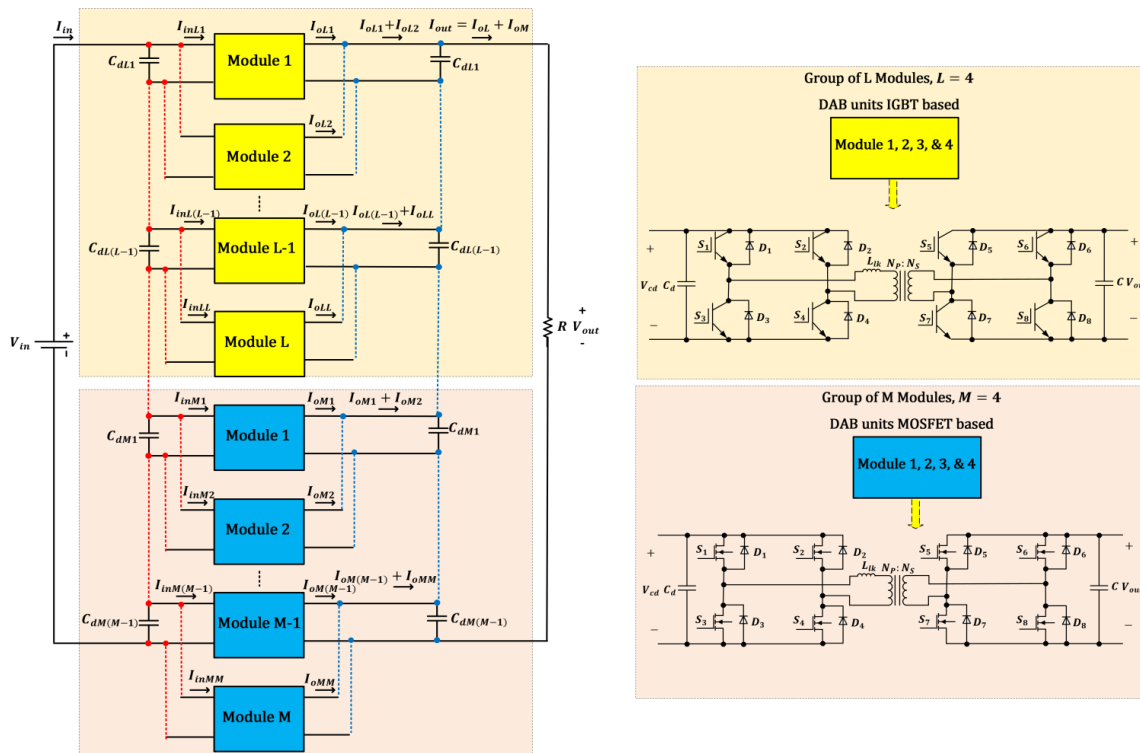 I_in
I_inL1
I_oL1
I_oL1+I_oL2
I_out = I_oL + I_oM
C_dL1
Module 1
C_dL1
I_oL2
Module 2
I_inL(L−1)
I_oL(L−1)
I_oL(L−1)+I_oLL
C_dL(L−1)
Module L-1
C_dL(L−1)
I_inLL
I_oLL
Module L
V_in
+
-
+
R V_out
-
I_inM1
I_oM1
I_oM1 + I_oM2
C_dM1
Module 1
C_dM1
I_inM2
I_oM2
Module 2
I_inM(M−1)
I_oM(M−1)
I_oM(M−1) + I_oMM
C_dM(M−1)
Module M-1
C_dM(M−1)
I_inMM
I_oMM
Module M
Group of L Modules, L = 4
DAB units IGBT based
Module 1, 2, 3, & 4
+
S_1
D_1
S_2
D_2
S_5
D_5
S_6
D_6
+
L_lk
N_P: N_S
V_cd
C_d
C
V_out
−
S_3
D_3
S_4
D_4
S_7
D_7
S_8
D_8
−
Group of M Modules, M = 4
DAB units MOSFET based
Module 1, 2, 3, & 4
+
S_1
D_1
S_2
D_2
S_5
D_5
S_6
D_6
+
L_lk
N_P: N_S
V_cd
C_d
C
V_out
−
S_3
D_3
S_4
D_4
S_7
D_7
S_8
D_8
−